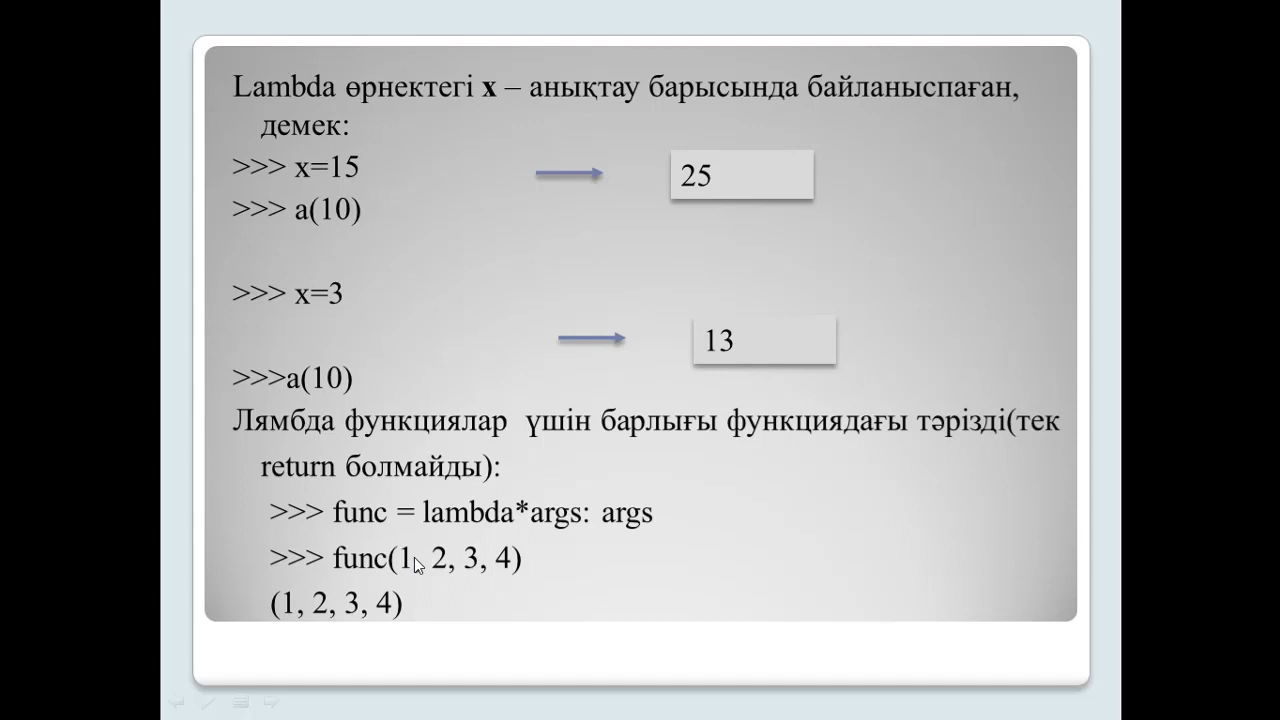 Lambda өрнектегі x – анықтау барысында байланыспаған,
демек:
>>> x=15
25
>>> a(10)
>>> x=3
13
>>>a(10)
Лямбда функциялар үшін барлығы функциядағы тәрізді(тек
return болмайды):
>>> func = lambda*args: args
>>> func(1, 2, 3, 4)
(1, 2, 3, 4)